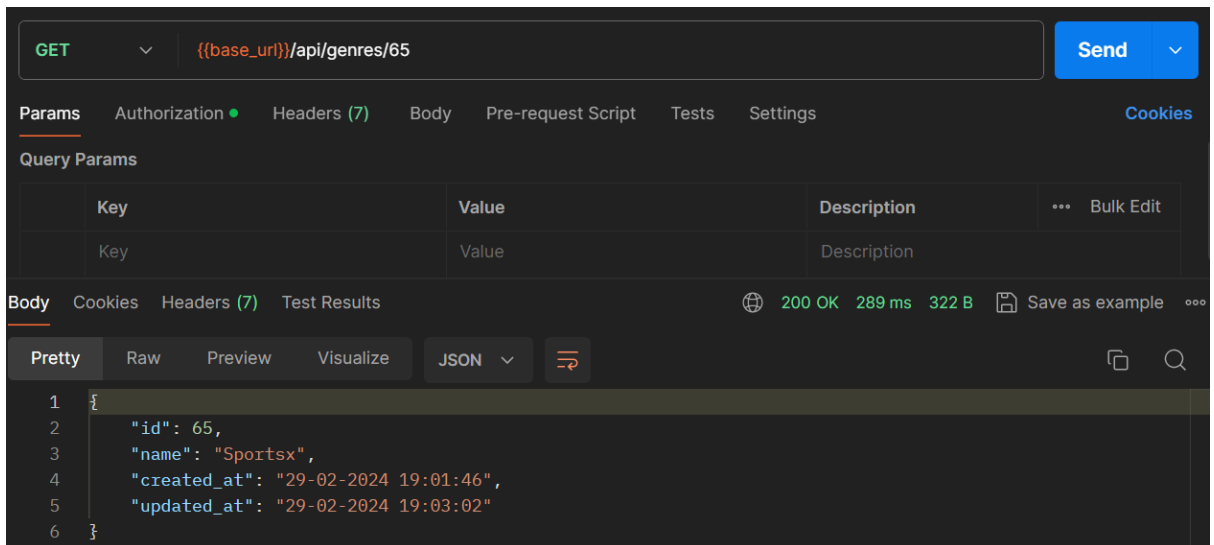 GET {{base_url}}/api/genres/65 Send
Params Authorization Headers (7) Body Pre-request Script Tests Settings Cookies
Query Params
Key Value Description Bulk Edit
Key Value Description
Body Cookies Headers (7) Test Results 200 OK 289 ms 322 B Save as example
Pretty Raw Preview Visualize JSON
1 {
2 "id": 65,
3 "name": "Sportsx",
4 "created_at": "29-02-2024 19:01:46",
5 "updated_at": "29-02-2024 19:03:02"
6 }